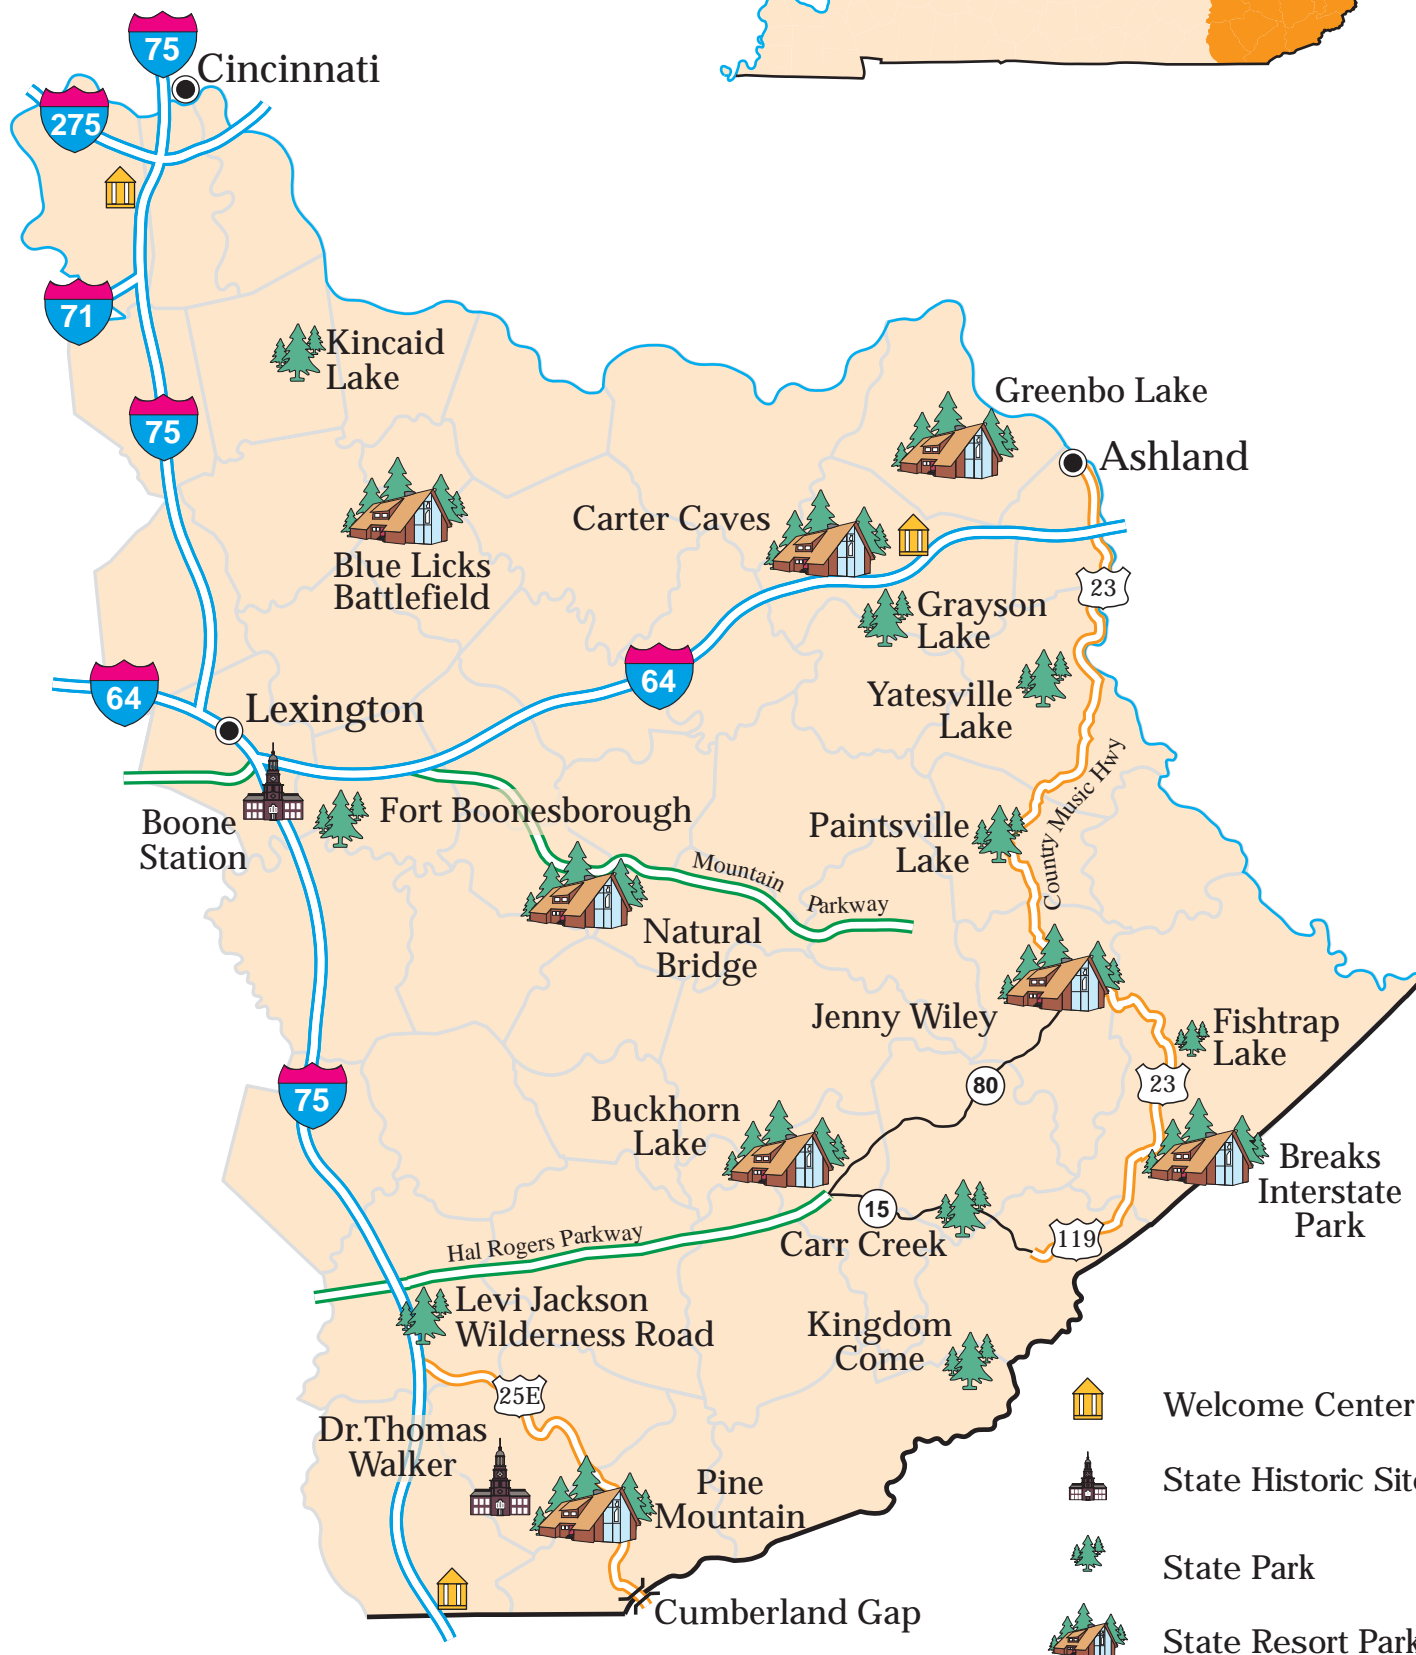 75
Cincinnati
275
71
Kincaid
Lake
75
Greenbo Lake
Ashland
Carter Caves
Blue Licks
Battlefield
23
Grayson
Lake
64
64
Yatesville
Lake
Lexington
Country Music Hwy
Boone
Station
Fort Boonesborough
Paintsville
Lake
Mountain Parkway
Natural
Bridge
Jenny Wiley
Fishtrap
Lake
80
23
75
Buckhorn
Lake
Breaks
Interstate
Park
15
Carr Creek
119
Hal Rogers Parkway
Levi Jackson
Wilderness Road
Kingdom
Come
25E
Dr.Thomas
Walker
Pine
Mountain
Cumberland Gap
Welcome Center
State Historic Site
State Park
State Resort Park